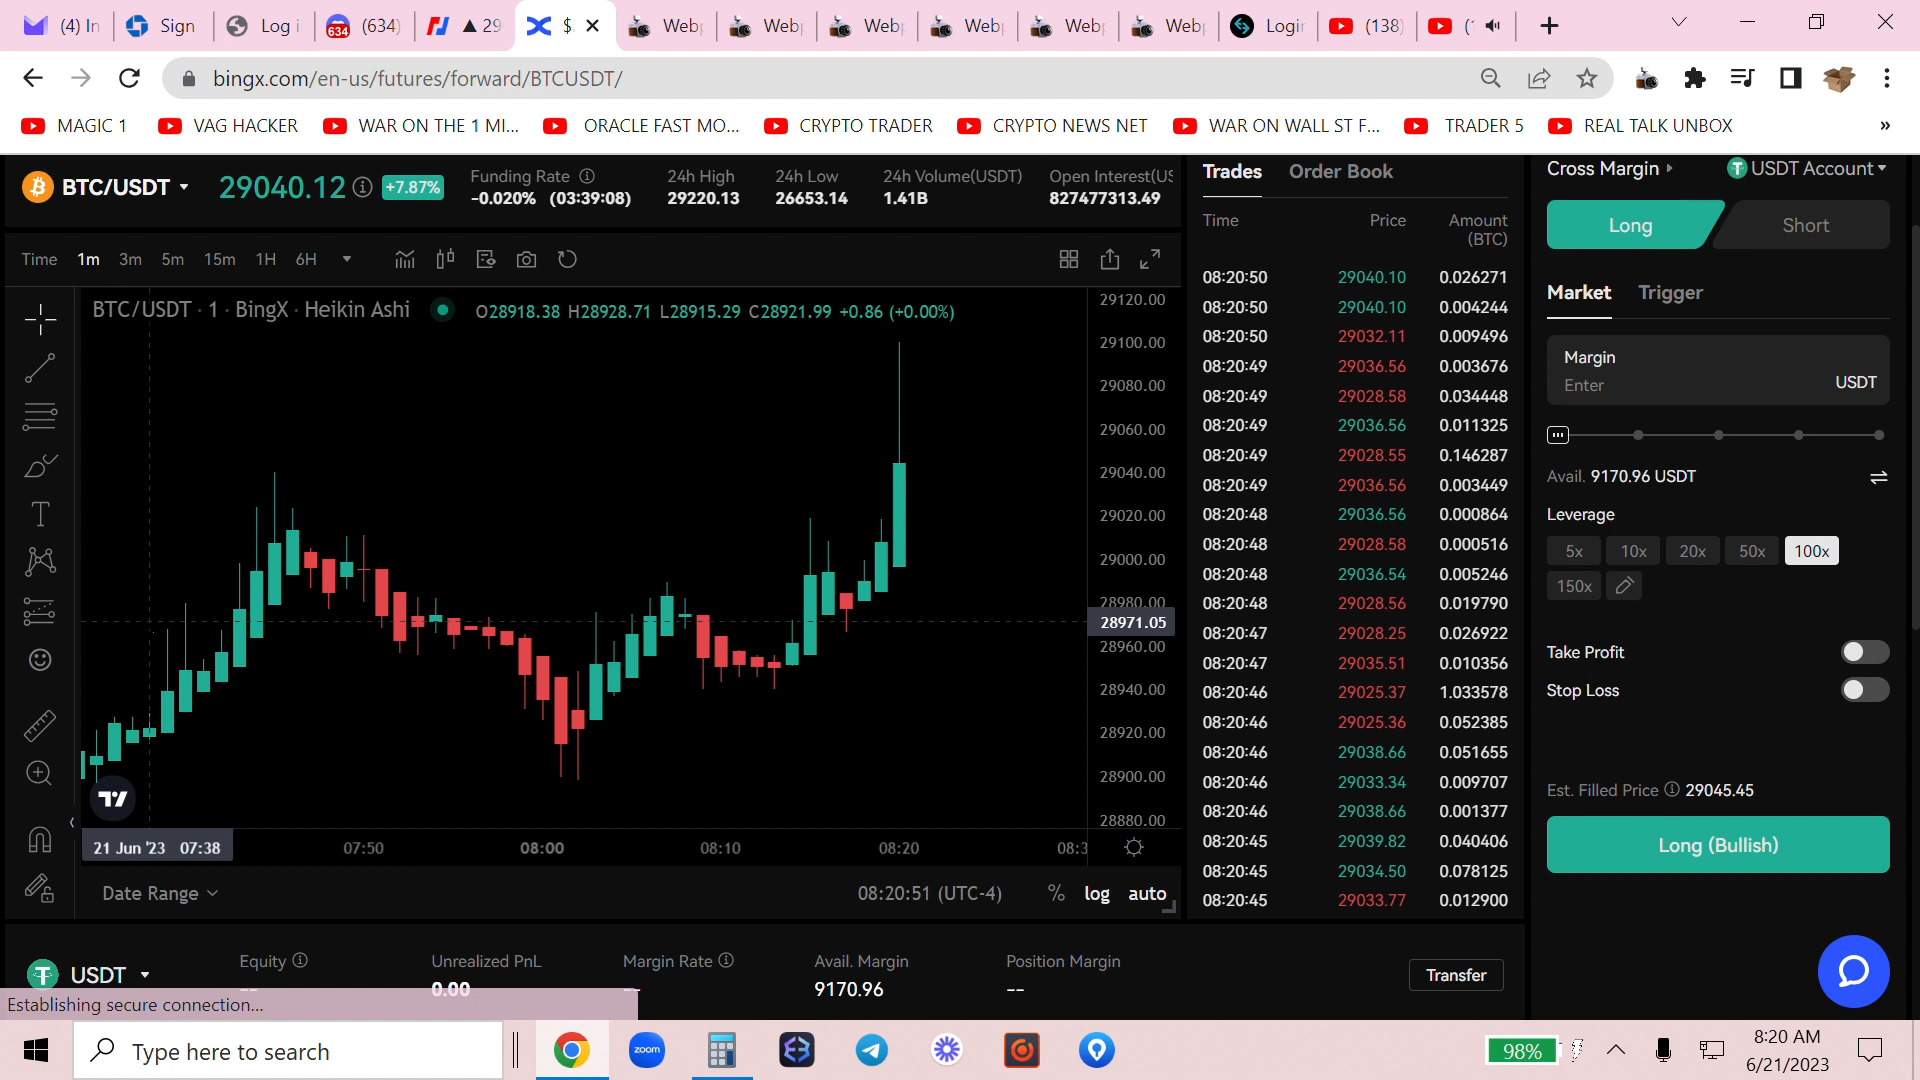 (4) In
Sign
Log i
634
(634)
▲ 29
$
Webp
Webp
Webp
Webp
Webp
Webp
Login
(138)
(1
bingx.com/en-us/futures/forward/BTCUSDT/
MAGIC 1
VAG HACKER
WAR ON THE 1 MI...
ORACLE FAST MO...
CRYPTO TRADER
CRYPTO NEWS NET
WAR ON WALL ST F...
TRADER 5
REAL TALK UNBOX
»
BTC/USDT
29040.12
+7.87%
Funding Rate
-0.020% (03:39:08)
24h High
29220.13
24h Low
26653.14
24h Volume(USDT)
1.41B
Open Interest(US
827477313.49
Time 1m 3m 5m 15m 1H 6H
BTC/USDT · 1 · BingX · Heikin Ashi
O28918.38 H28928.71 L28915.29 C28921.99 +0.86 (+0.00%)
29120.00
29100.00
29080.00
29060.00
29040.00
29020.00
29000.00
28980.00
28971.05
28960.00
28940.00
28920.00
28900.00
28880.00
21 Jun '23 07:38
07:50
08:00
08:10
08:20
08:3
Date Range
08:20:51 (UTC-4)
% log auto
Trades Order Book
Time Price Amount
(BTC)
08:20:50 29040.10 0.026271
08:20:50 29040.10 0.004244
08:20:50 29032.11 0.009496
08:20:49 29036.56 0.003676
08:20:49 29028.58 0.034448
08:20:49 29036.56 0.011325
08:20:49 29028.55 0.146287
08:20:49 29036.56 0.003449
08:20:48 29036.56 0.000864
08:20:48 29028.58 0.000516
08:20:48 29036.54 0.005246
08:20:48 29028.56 0.019790
08:20:47 29028.25 0.026922
08:20:47 29035.51 0.010356
08:20:46 29025.37 1.033578
08:20:46 29025.36 0.052385
08:20:46 29038.66 0.051655
08:20:46 29033.34 0.009707
08:20:46 29038.66 0.001377
08:20:45 29039.82 0.040406
08:20:45 29034.50 0.078125
08:20:45 29033.77 0.012900
Cross Margin
USDT Account
Long
Short
Market
Trigger
Margin
Enter
USDT
Avail. 9170.96 USDT
Leverage
5x 10x 20x 50x 100x
150x
Take Profit
Stop Loss
Est. Filled Price 29045.45
Long (Bullish)
USDT
Equity
--
Unrealized PnL
0.00
Margin Rate
--
Avail. Margin
9170.96
Position Margin
--
Transfer
Establishing secure connection...
Type here to search
zoom
98%
8:20 AM
6/21/2023